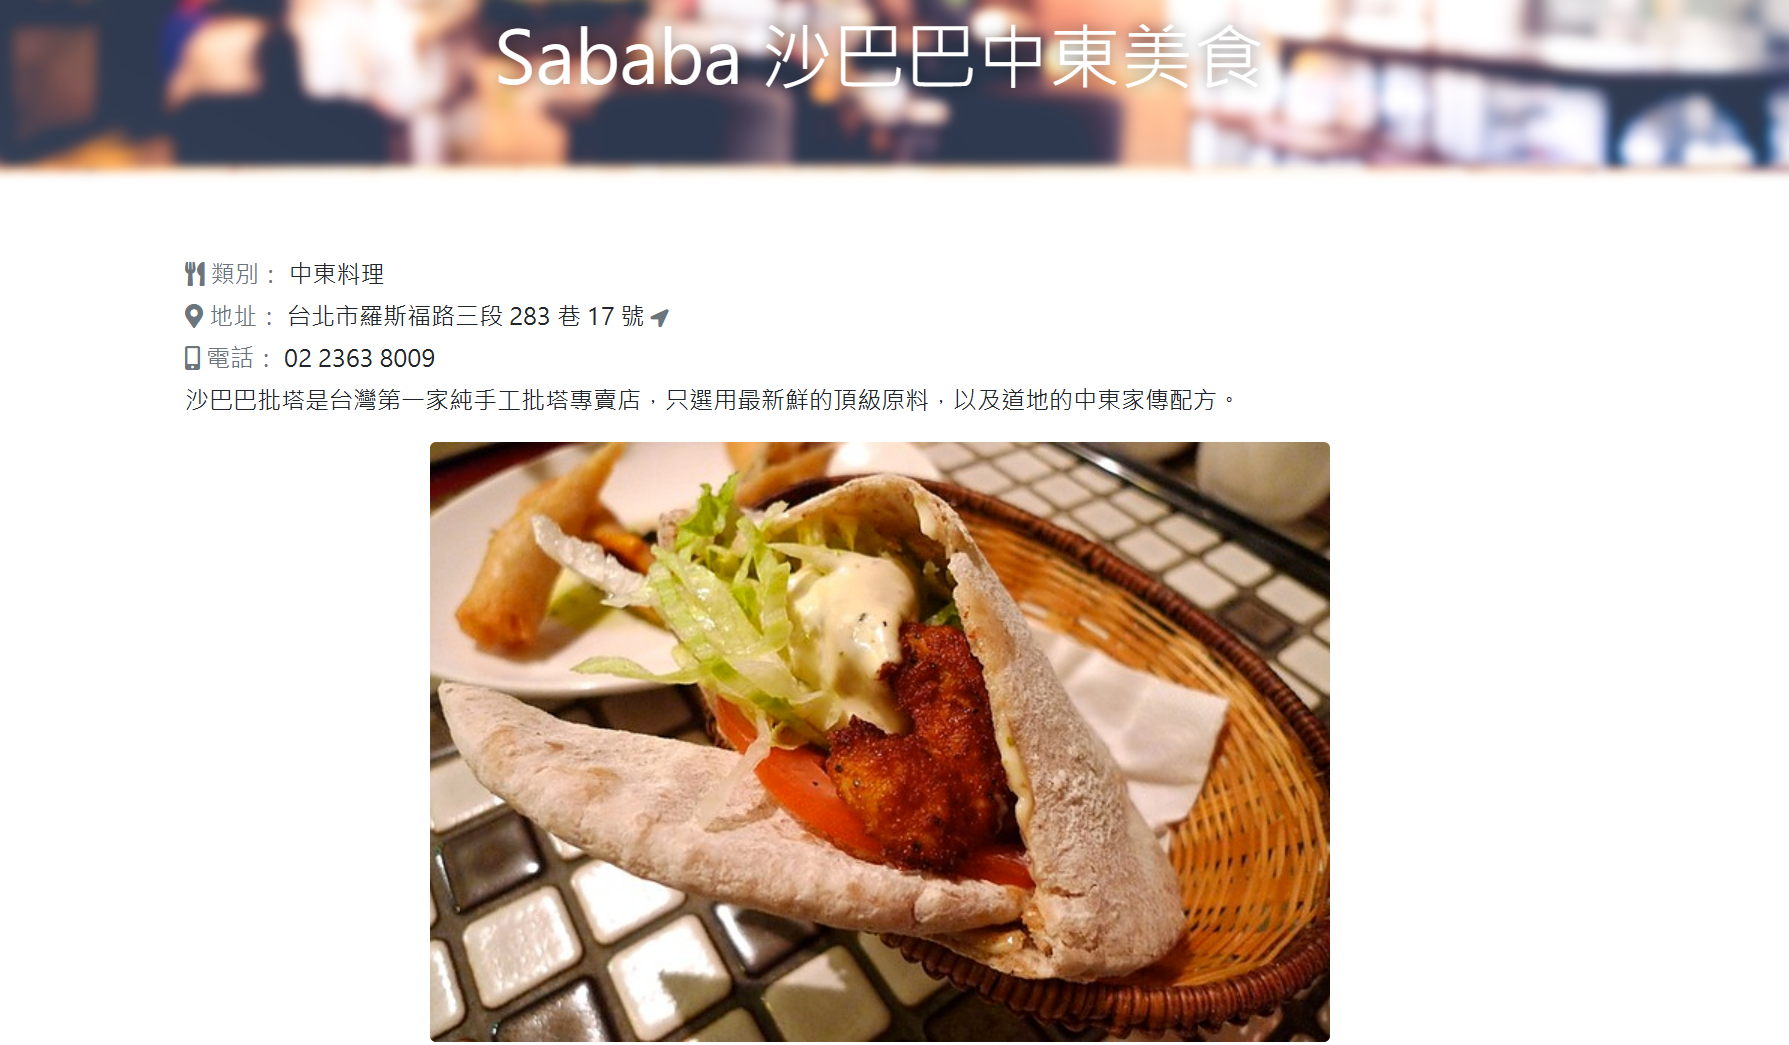 Sababa 沙巴巴中東美食
類別： 中東料理
地址： 台北市羅斯福路三段 283 巷 17 號
電話： 02 2363 8009
沙巴巴批塔是台灣第一家純手工批塔專賣店，只選用最新鮮的頂級原料，以及道地的中東家傳配方。